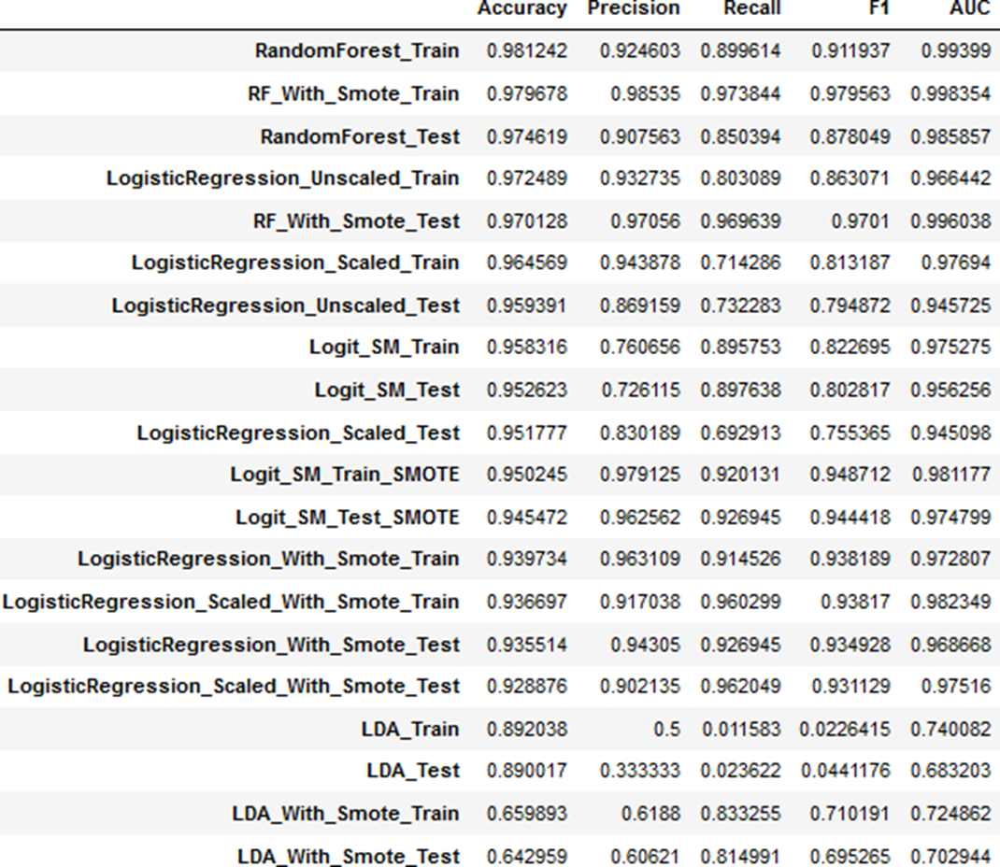 Accuracy Precision Recall F1 AUC
RandomForest_Train 0.981242 0.924603 0.899614 0.911937 0.99399
RF_With_Smote_Train 0.979678 0.98535 0.973844 0.979563 0.998354
RandomForest_Test 0.974619 0.907563 0.850394 0.878049 0.985857
LogisticRegression_Unscaled_Train 0.972489 0.932735 0.803089 0.863071 0.966442
RF_With_Smote_Test 0.970128 0.97056 0.969639 0.9701 0.996038
LogisticRegression_Scaled_Train 0.964569 0.943878 0.714286 0.813187 0.97694
LogisticRegression_Unscaled_Test 0.959391 0.869159 0.732283 0.794872 0.945725
Logit_SM_Train 0.958316 0.760656 0.895753 0.822695 0.975275
Logit_SM_Test 0.952623 0.726115 0.897638 0.802817 0.956256
LogisticRegression_Scaled_Test 0.951777 0.830189 0.692913 0.755365 0.945098
Logit_SM_Train_SMOTE 0.950245 0.979125 0.920131 0.948712 0.981177
Logit_SM_Test_SMOTE 0.945472 0.962562 0.926945 0.944418 0.974799
LogisticRegression_With_Smote_Train 0.939734 0.963109 0.914526 0.938189 0.972807
LogisticRegression_Scaled_With_Smote_Train 0.936697 0.917038 0.960299 0.93817 0.982349
LogisticRegression_With_Smote_Test 0.935514 0.94305 0.926945 0.934928 0.968668
LogisticRegression_Scaled_With_Smote_Test 0.928876 0.902135 0.962049 0.931129 0.97516
LDA_Train 0.892038 0.5 0.011583 0.0226415 0.740082
LDA_Test 0.890017 0.333333 0.023622 0.0441176 0.683203
LDA_With_Smote_Train 0.659893 0.6188 0.833255 0.710191 0.724862
LDA_With_Smote_Test 0.642959 0.60621 0.814991 0.695265 0.702944